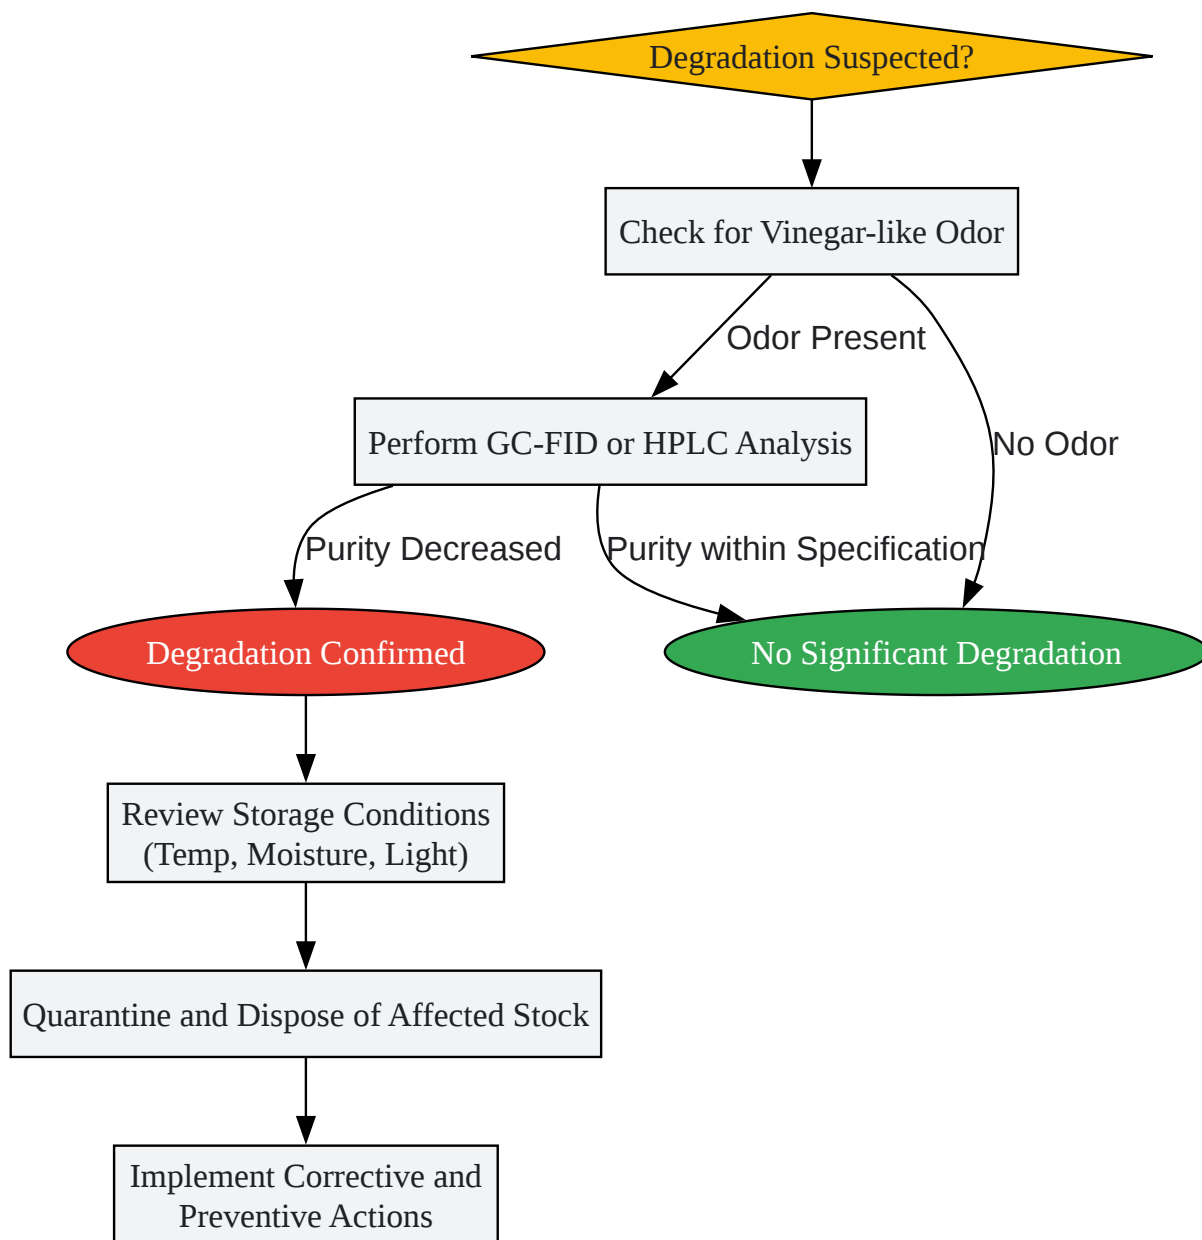 Degradation Suspected?
Check for Vinegar-like Odor
Odor Present
Perform GC-FID or HPLC Analysis
No Odor
Purity Decreased
Purity within Specification
Degradation Confirmed
No Significant Degradation
Review Storage Conditions
(Temp, Moisture, Light)
Quarantine and Dispose of Affected Stock
Implement Corrective and
Preventive Actions